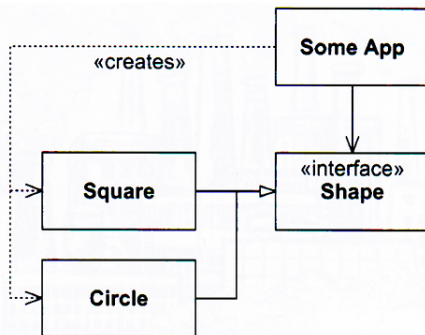 Some App
«creates»
«interface»
Shape
Square
Circle